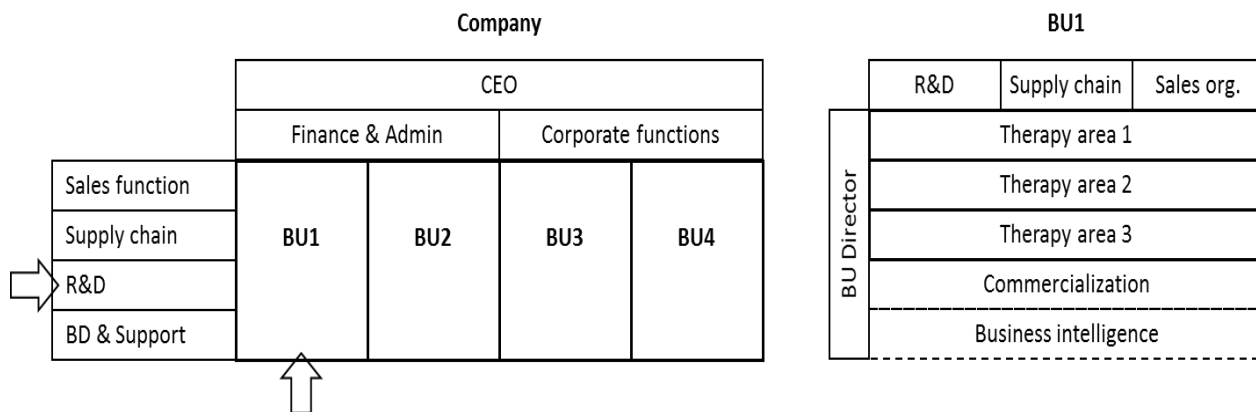 Company
CEO
Finance & Admin
Corporate functions
Sales function
Supply chain
R&D
BD & Support
BU1
BU2
BU3
BU4
BU1
R&D
Supply chain
Sales org.
BU Director
Therapy area 1
Therapy area 2
Therapy area 3
Commercialization
Business intelligence